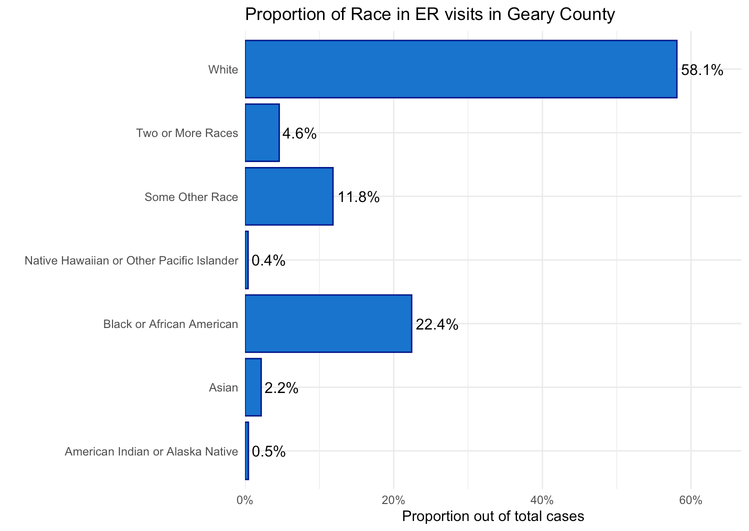 Proportion of Race in ER visits in Geary County
White
58.1%
Two or More Races
4.6%
Some Other Race
11.8%
Native Hawaiian or Other Pacific Islander
0.4%
Black or African American
22.4%
Asian
2.2%
American Indian or Alaska Native
0.5%
0%
20%
40%
60%
Proportion out of total cases